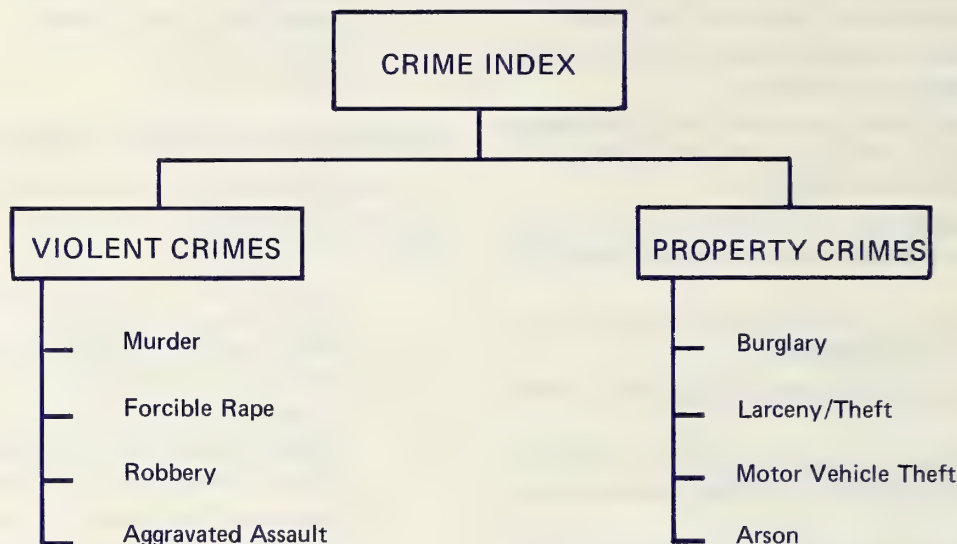 CRIME INDEX
VIOLENT CRIMES
Murder
Forcible Rape
Robbery
Aggravated Assault
PROPERTY CRIMES
Burglary
Larceny/Theft
Motor Vehicle Theft
Arson